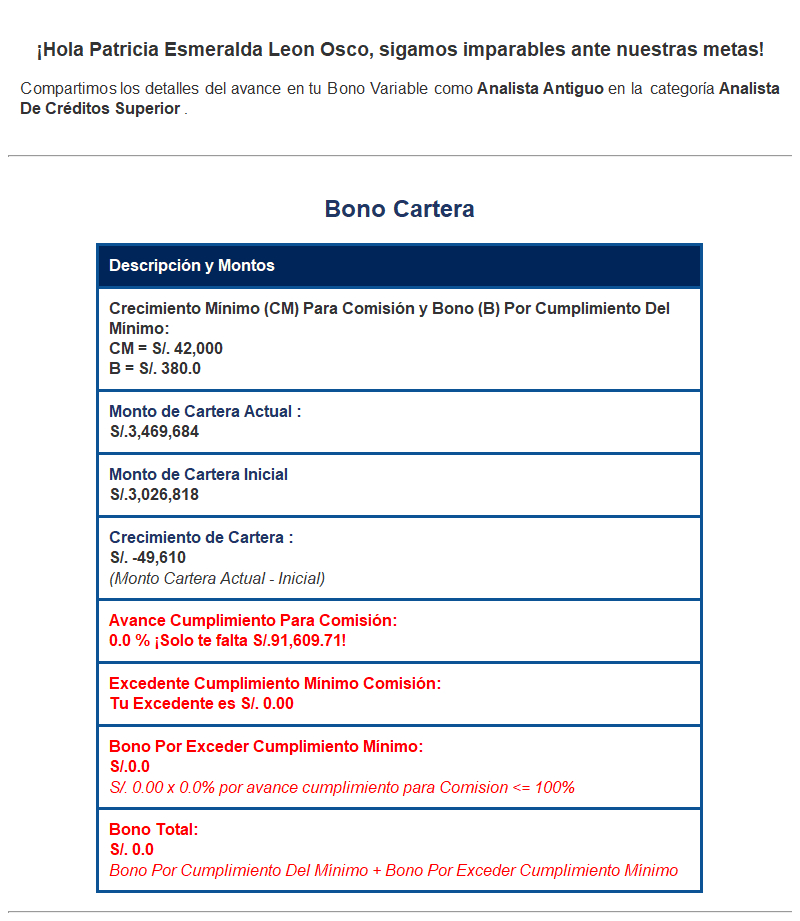 ¡Hola Patricia Esmeralda Leon Osco, sigamos imparables ante nuestras metas!
Compartimos los detalles del avance en tu Bono Variable como Analista Antiguo en la categoría Analista
De Créditos Superior .
Bono Cartera
Descripción y Montos
Crecimiento Mínimo (CM) Para Comisión y Bono (B) Por Cumplimiento Del
Mínimo:
CM = S/. 42,000
B = S/. 380.0
Monto de Cartera Actual :
S/.3,469,684
Monto de Cartera Inicial
S/.3,026,818
Crecimiento de Cartera :
S/. -49,610
(Monto Cartera Actual - Inicial)
Avance Cumplimiento Para Comisión:
0.0 % ¡Solo te falta S/.91,609.71!
Excedente Cumplimiento Mínimo Comisión:
Tu Excedente es S/. 0.00
Bono Por Exceder Cumplimiento Mínimo:
S/.0.0
S/. 0.00 x 0.0% por avance cumplimiento para Comision <= 100%
Bono Total:
S/. 0.0
Bono Por Cumplimiento Del Mínimo + Bono Por Exceder Cumplimiento Mínimo